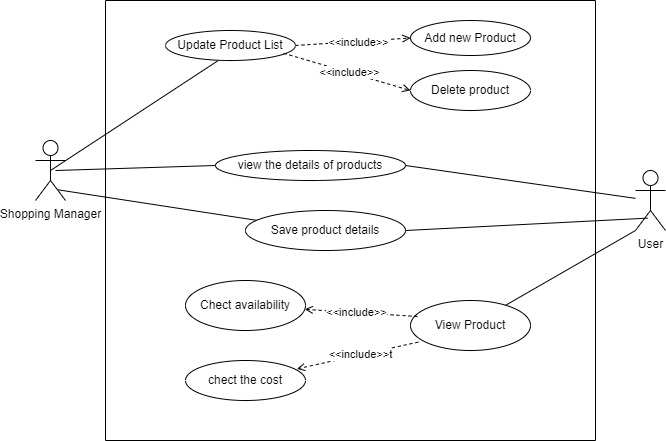 Update Product List
<<include>>
Add new Product
<<include>>
Delete product
view the details of products
Shopping Manager
Save product details
User
Chect availability
<<include>>
View Product
<<include>>t
chect the cost